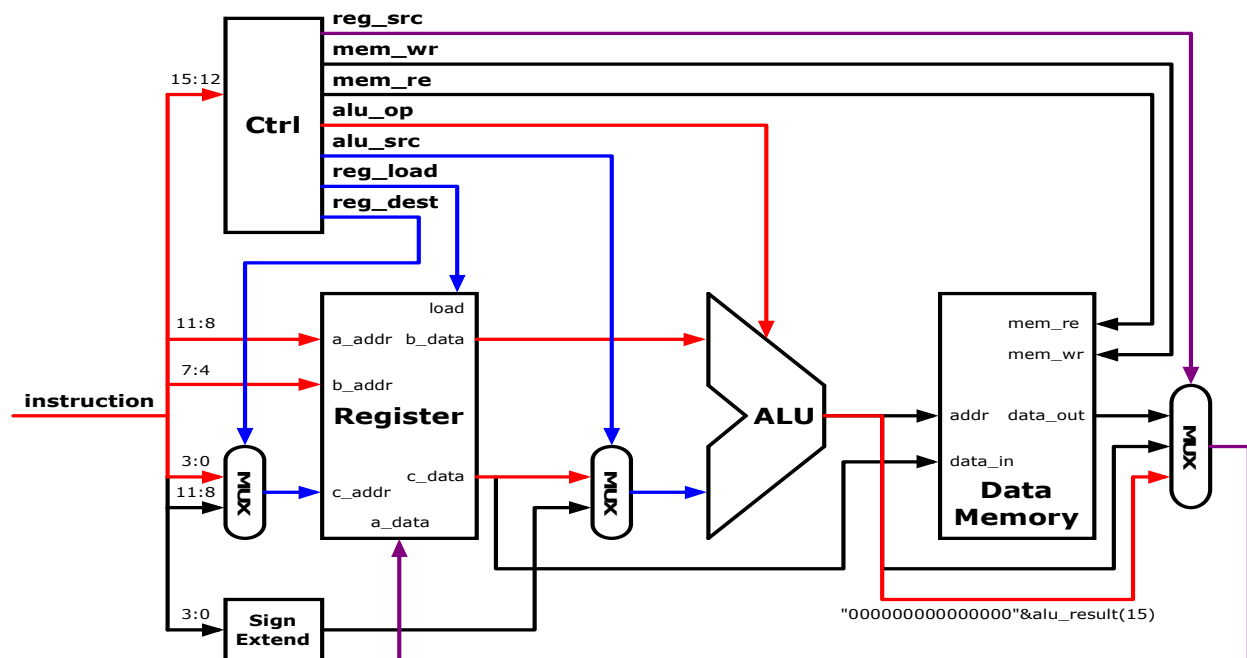 reg_src
mem_wr
15:12
mem_re
alu_op
Ctrl
alu_src
reg_load
reg_dest
load
11:8
a_addr
b_data
mem_re
mem_wr
7:4
b_addr
instruction
Register
ALU
addr
data_out
MUX
3:0
MUX
c_data
MUX
data_in
11:8
c_addr
Data
Memory
a_data
3:0
Sign
Extend
"000000000000000"&alu_result(15)